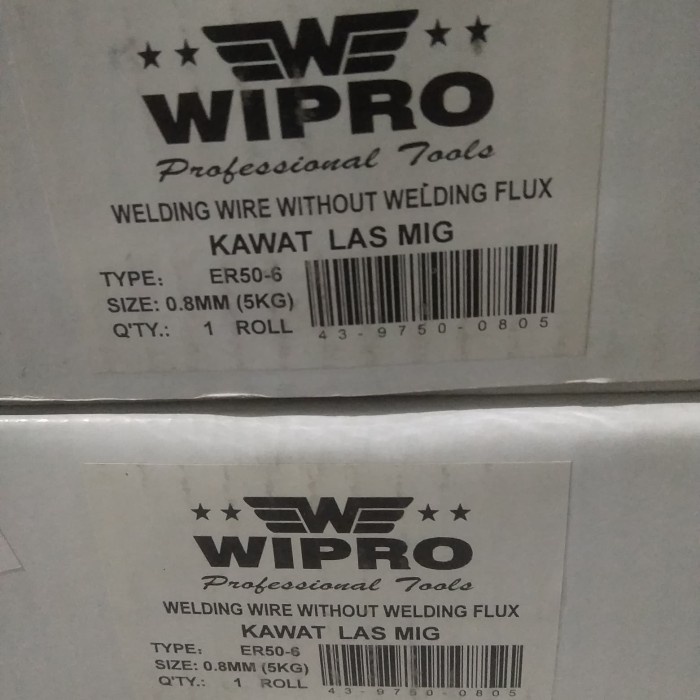 WIPRO
Professional Tools
WELDING WIRE WITHOUT WELDING FLUX
KAWAT LAS MIG
TYPE: ER50-6
SIZE: 0.8MM (5KG)
Q'TY.: 1 ROLL
43-9750-0805
WIPRO
Professional Tools
WELDING WIRE WITHOUT WELDING FLUX
KAWAT LAS MIG
TYPE: ER50-6
SIZE: 0.8MM (5KG)
Q'TY.: 1 ROLL
43-9750-0805